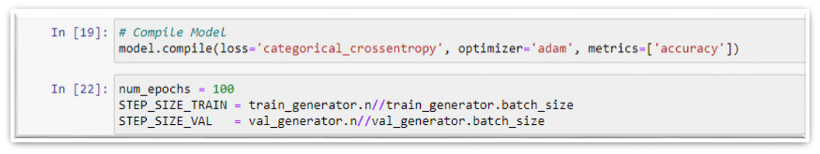 In [19]: # Compile Model
model.compile(loss='categorical_crossentropy', optimizer='adam', metrics=['accuracy'])
In [22]: num_epochs = 100
STEP_SIZE_TRAIN = train_generator.n//train_generator.batch_size
STEP_SIZE_VAL   = val_generator.n//val_generator.batch_size